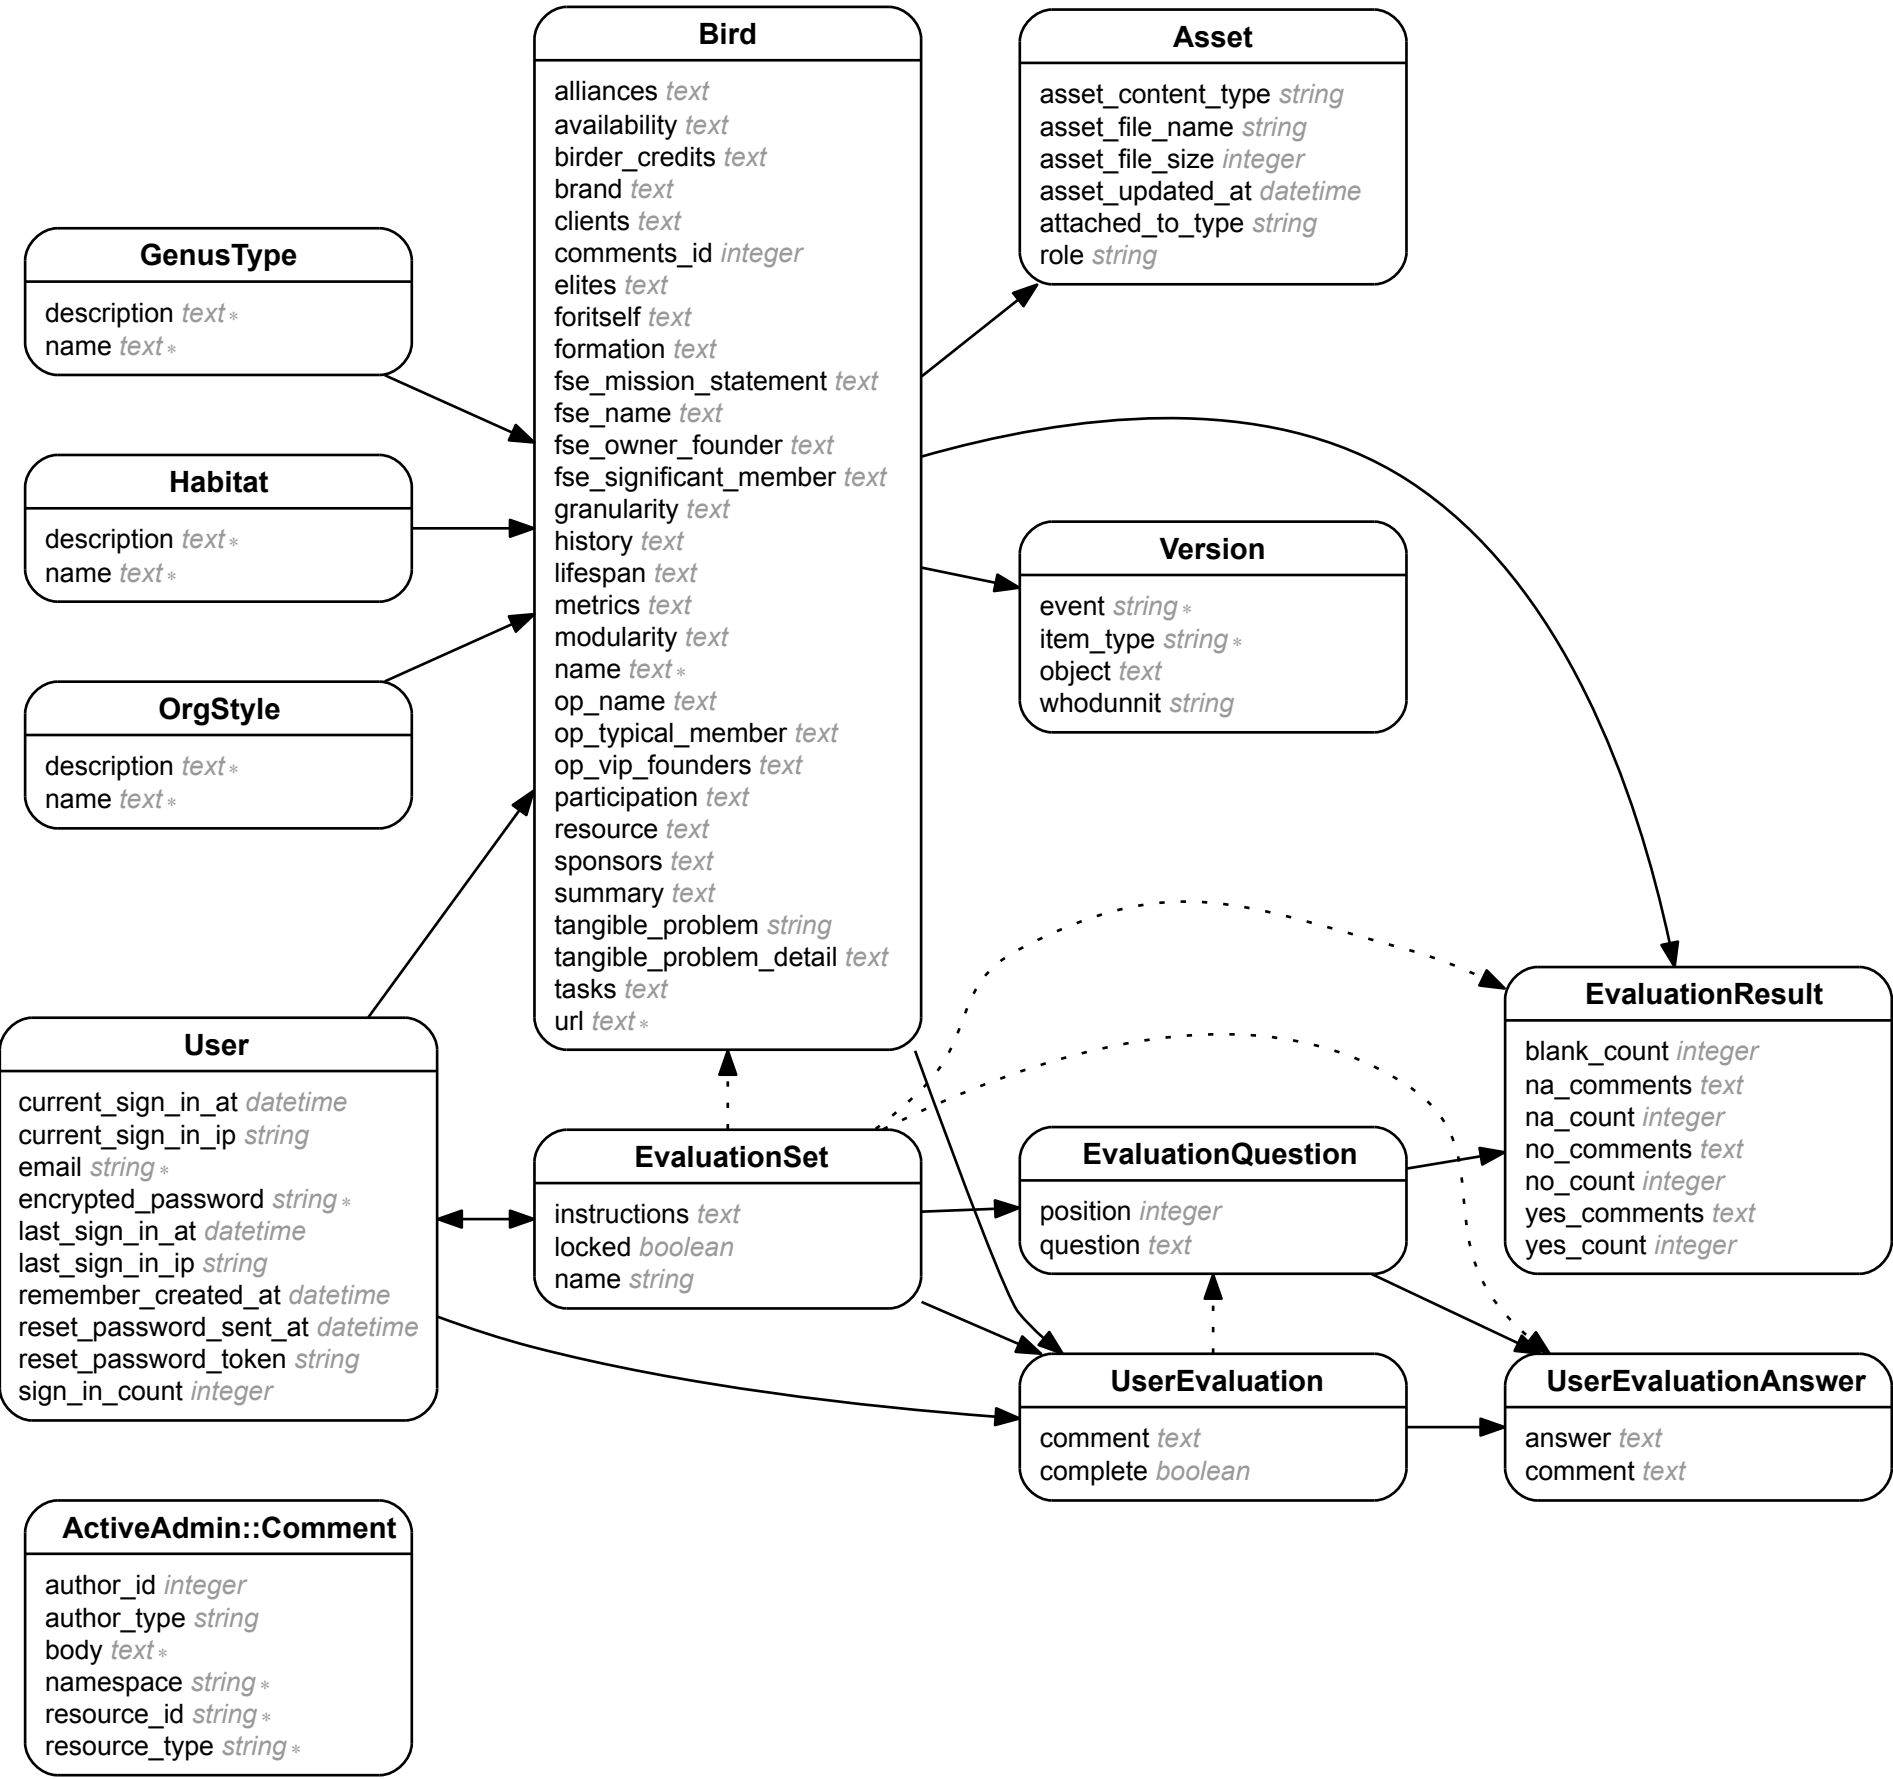 Bird
alliances text
availability text
birder_credits text
brand text
clients text
comments_id integer
elites text
foritself text
formation text
fse_mission_statement text
fse_name text
fse_owner_founder text
fse_significant_member text
granularity text
history text
lifespan text
metrics text
modularity text
name text *
op_name text
op_typical_member text
op_vip_founders text
participation text
resource text
sponsors text
summary text
tangible_problem string
tangible_problem_detail text
tasks text
url text *
Asset
asset_content_type string
asset_file_name string
asset_file_size integer
asset_updated_at datetime
attached_to_type string
role string
GenusType
description text *
name text *
Habitat
description text *
name text *
OrgStyle
description text *
name text *
Version
event string *
item_type string *
object text
whodunnit string
User
current_sign_in_at datetime
current_sign_in_ip string
email string *
encrypted_password string *
last_sign_in_at datetime
last_sign_in_ip string
remember_created_at datetime
reset_password_sent_at datetime
reset_password_token string
sign_in_count integer
EvaluationSet
instructions text
locked boolean
name string
EvaluationQuestion
position integer
question text
EvaluationResult
blank_count integer
na_comments text
na_count integer
no_comments text
no_count integer
yes_comments text
yes_count integer
UserEvaluation
comment text
complete boolean
UserEvaluationAnswer
answer text
comment text
ActiveAdmin::Comment
author_id integer
author_type string
body text *
namespace string *
resource_id string *
resource_type string *